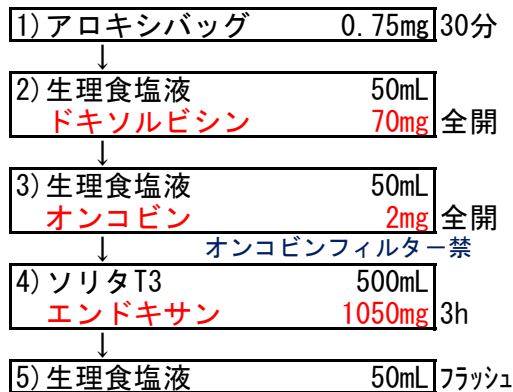 1)アロキシバッグ 0.75mg 30分
↓
2)生理食塩液 50mL
ドキソルビシン 70mg 全開
↓
3)生理食塩液 50mL
オンコビン 2mg 全開
↓ オンコビンフィルター禁
4)ソリタT3 500mL
エンドキサン 1050mg 3h
↓
5)生理食塩液 50mL フラッシュ